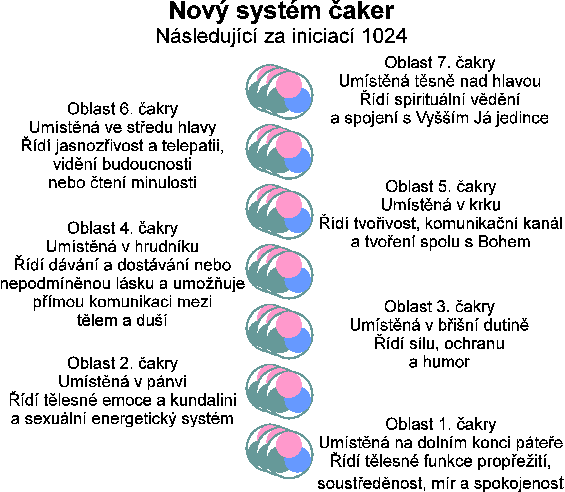 Nový systém čaker
Následující za iniciací 1024
Oblast 7. čakry
Umístěná těsně nad hlavou
Řídí spirituální vědění
a spojení s Vyšším Já jedince
Oblast 6. čakry
Umístěná ve středu hlavy
Řídí jasnozřivost a telepatii,
vidění budoucnosti
nebo čtení minulosti
Oblast 5. čakry
Umístěná v krku
Řídí tvořivost, komunikační kanál
a tvoření spolu s Bohem
Oblast 4. čakry
Umístěná v hrudníku
Řídí dávání a dostávání nebo
nepodmíněnou lásku a umožňuje
přímou komunikaci mezi
tělem a duší
Oblast 3. čakry
Umístěná v břišní dutině
Řídí sílu, ochranu
a humor
Oblast 2. čakry
Umístěná v pánvi
Řídí tělesné emoce a kundalini
a sexuální energetický systém
Oblast 1. čakry
Umístěná na dolním konci páteře
Řídí tělesné funkce propřežití,
soustředěnost, mír a spokojenost